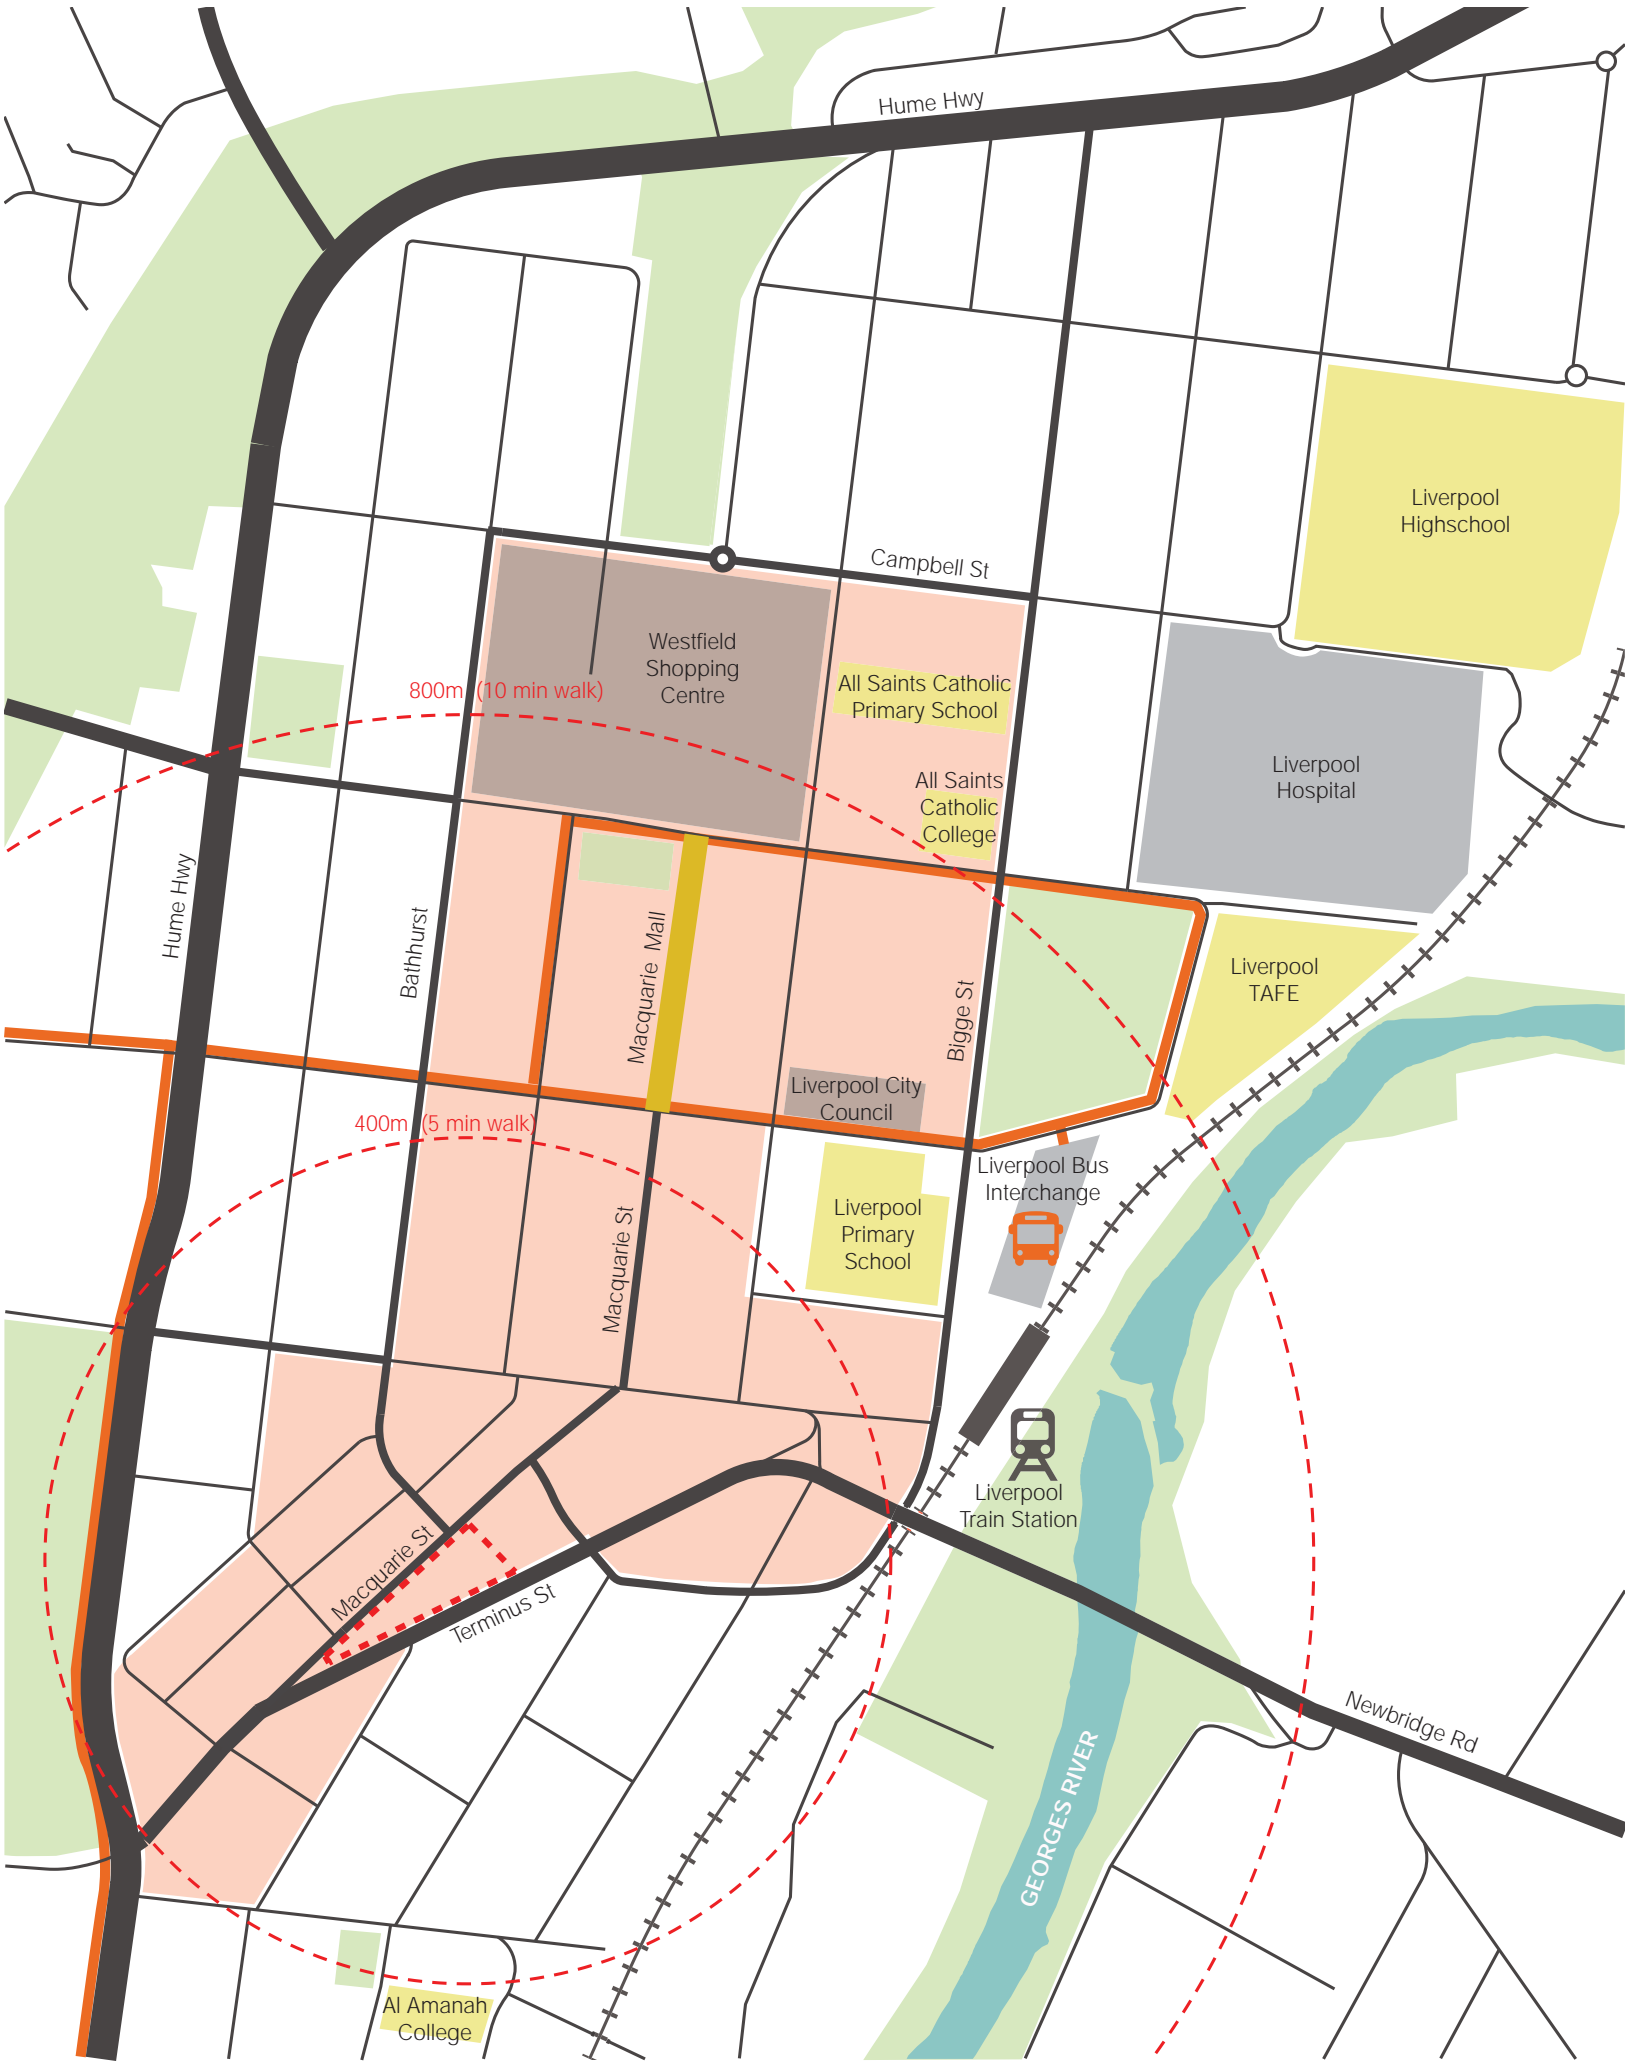 Hume Hwy
Liverpool
Highschool
Campbell St
Westfield
Shopping
Centre
All Saints Catholic
Primary School
800m (10 min walk)
Liverpool
Hospital
All Saints
Catholic
College
Hume Hwy
Bathhurst
Macquarie Mall
Bigge St
Liverpool
TAFE
Liverpool City
Council
400m (5 min walk)
Liverpool Bus
Interchange
Liverpool
Primary
School
Macquarie St
Liverpool
Train Station
Macquarie St
Terminus St
Newbridge Rd
GEORGES RIVER
Al Amanah
College